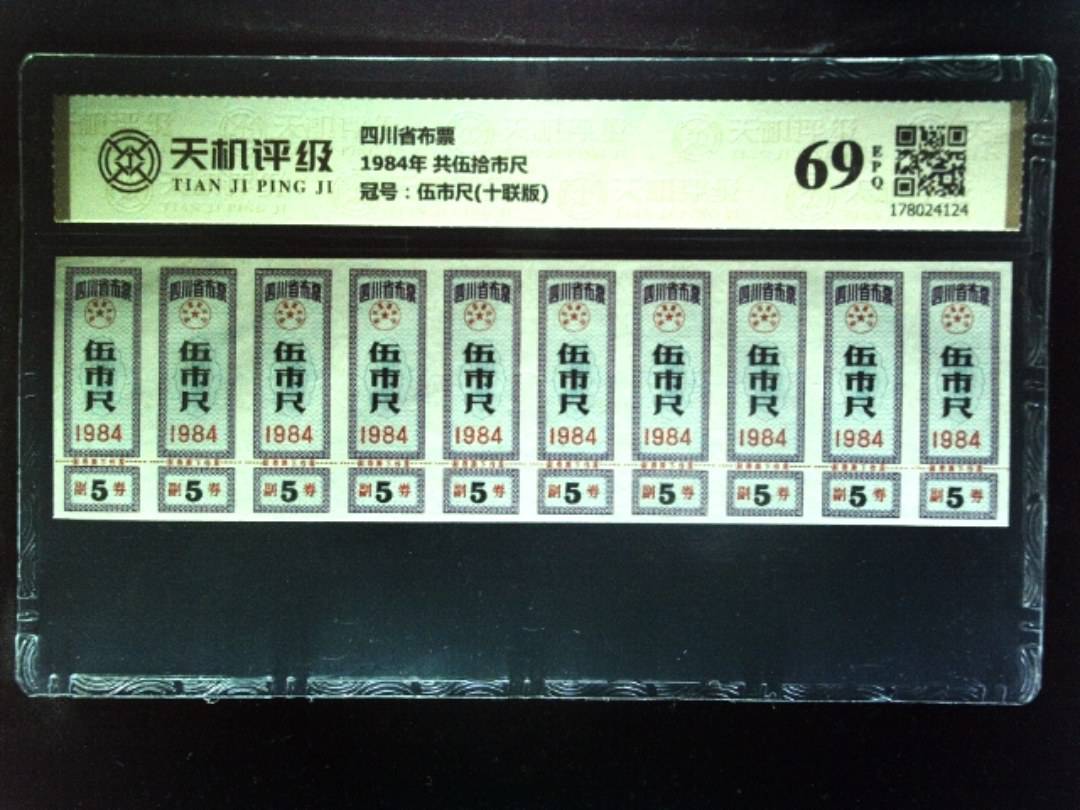 天机评级
TIAN JI PING JI
四川省布票
1984年 共伍拾市尺
冠号：伍市尺(十联版)
69
EPQ
178024124
四川省布票 四川省布票 四川省布票 四川省布票 四川省布票 四川省布票 四川省布票 四川省布票 四川省布票 四川省布票
伍市尺 伍市尺 伍市尺 伍市尺 伍市尺 伍市尺 伍市尺 伍市尺 伍市尺 伍市尺
1984 1984 1984 1984 1984 1984 1984 1984 1984 1984
副5券 副5券 副5券 副5券 副5券 副5券 副5券 副5券 副5券 副5券